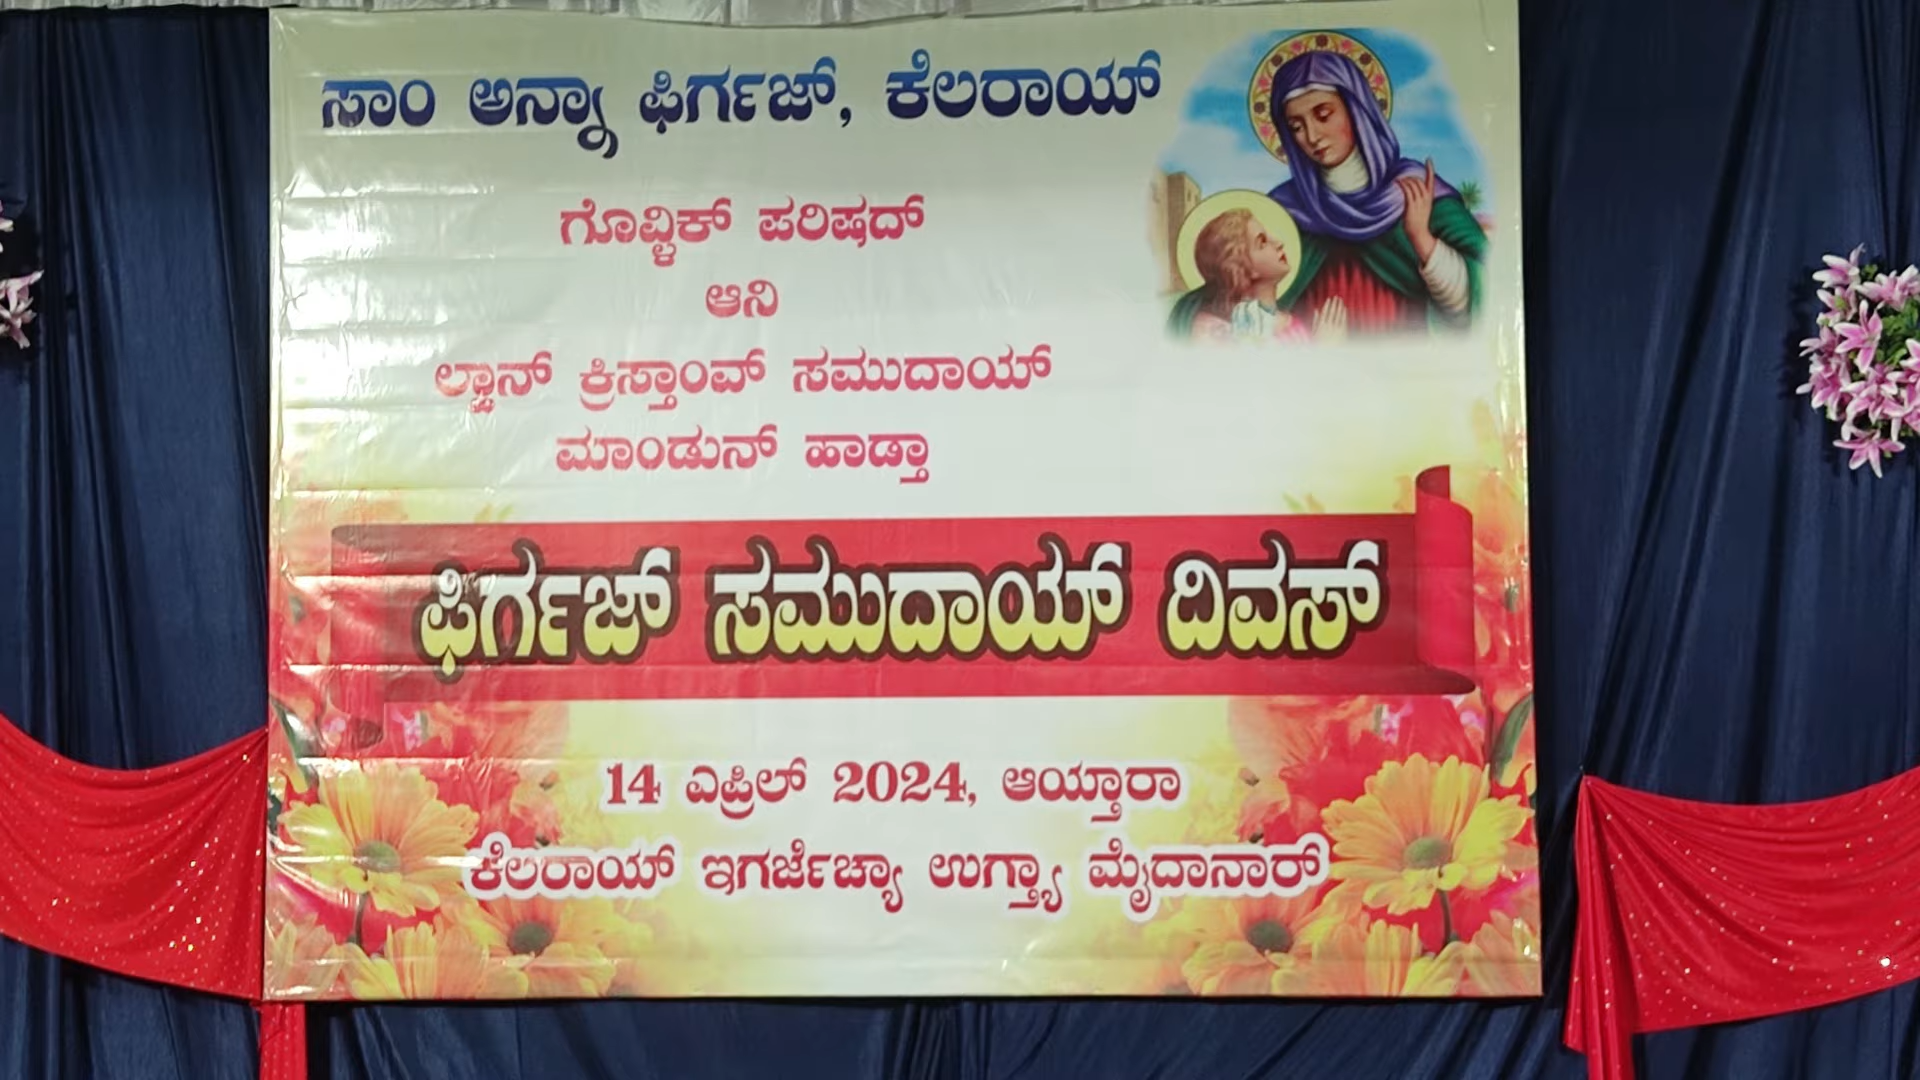 ಸಾಂ ಅನ್ನಾ ಫಿರ್ಗಜ್, ಕೆಲರಾಯ್
ಗೊವ್ಳಿಕ್ ಪರಿಷದ್
ಆನಿ
ಲ್ಹಾನ್ ಕ್ರಿಸ್ತಾಂವ್ ಸಮುದಾಯ್
ಮಾಂಡುನ್ ಹಾಡ್ತಾ
ಫಿರ್ಗಜ್ ಸಮುದಾಯ್ ದಿವಸ್
14 ಎಪ್ರಿಲ್ 2024, ಆಯ್ತಾರಾ
ಕೆಲರಾಯ್ ಇಗರ್ಜೆಚ್ಯಾ ಉಗ್ತ್ಯಾ ಮೈದಾನಾರ್